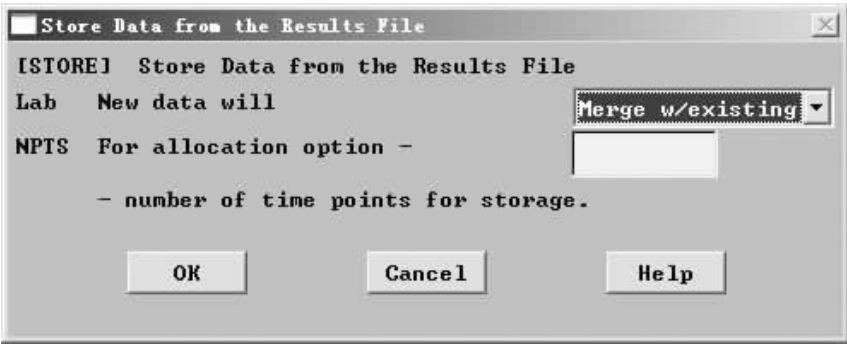 Store Data from the Results File
[STORE] Store Data from the Results File
Lab New data will Merge w/existing
NPTS For allocation option -
- number of time points for storage.
OK Cancel Help